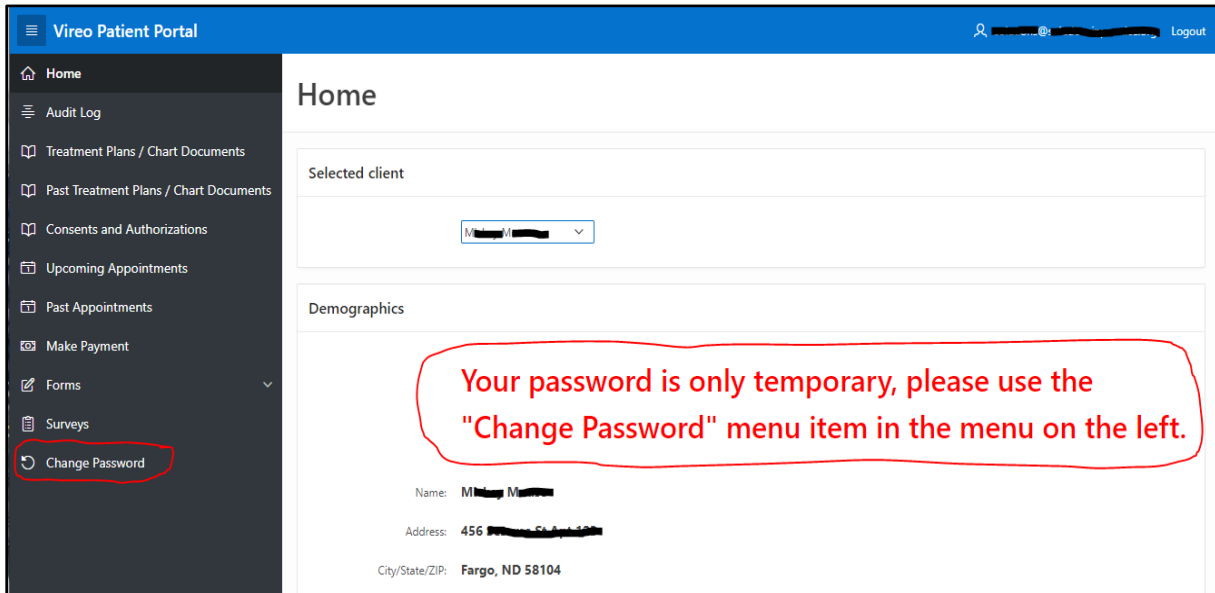 Vireo Patient Portal
Logout
Home
Audit Log
Treatment Plans / Chart Documents
Past Treatment Plans / Chart Documents
Consents and Authorizations
Upcoming Appointments
Past Appointments
Make Payment
Forms
Surveys
Change Password
Home
Selected client
Demographics
Your password is only temporary, please use the
"Change Password" menu item in the menu on the left.
Name:
Address: 456
City/State/ZIP: Fargo, ND 58104